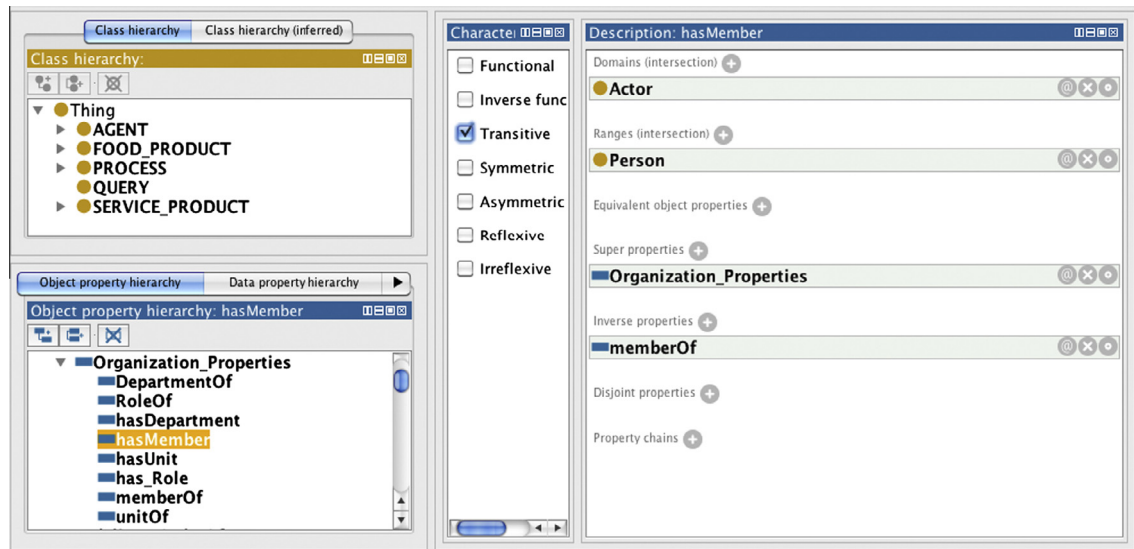 Class hierarchy
Class hierarchy (inferred)
Class hierarchy:
Thing
AGENT
FOOD_PRODUCT
PROCESS
QUERY
SERVICE_PRODUCT
Object property hierarchy
Data property hierarchy
Object property hierarchy: hasMember
Organization_Properties
DepartmentOf
RoleOf
hasDepartment
hasMember
hasUnit
has_Role
memberOf
unitOf
Characte
Functional
Inverse func
Transitive
Symmetric
Asymmetric
Reflexive
Irreflexive
Description: hasMember
Domains (intersection)
Actor
Ranges (intersection)
Person
Equivalent object properties
Super properties
Organization_Properties
Inverse properties
memberOf
Disjoint properties
Property chains